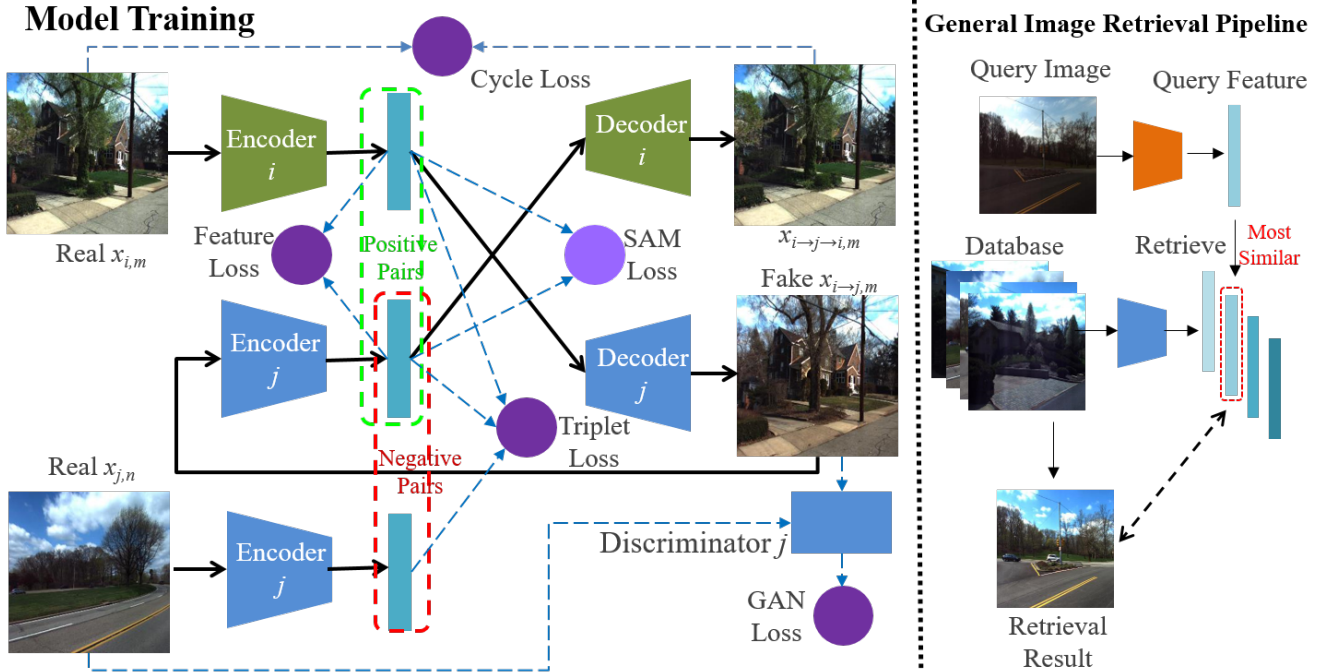 Model Training
Cycle Loss
Encoder
i
Decoder
i
Real x_{i,m}
Feature
Loss
Positive
Pairs
SAM
Loss
x_{i→j→i,m}
Fake x_{i→j,m}
Encoder
j
Decoder
j
Triplet
Loss
Real x_{j,n}
Negative
Pairs
Encoder
j
Discriminator j
GAN
Loss
General Image Retrieval Pipeline
Query Image
Query Feature
Database
Retrieve
Most
Similar
Retrieval
Result